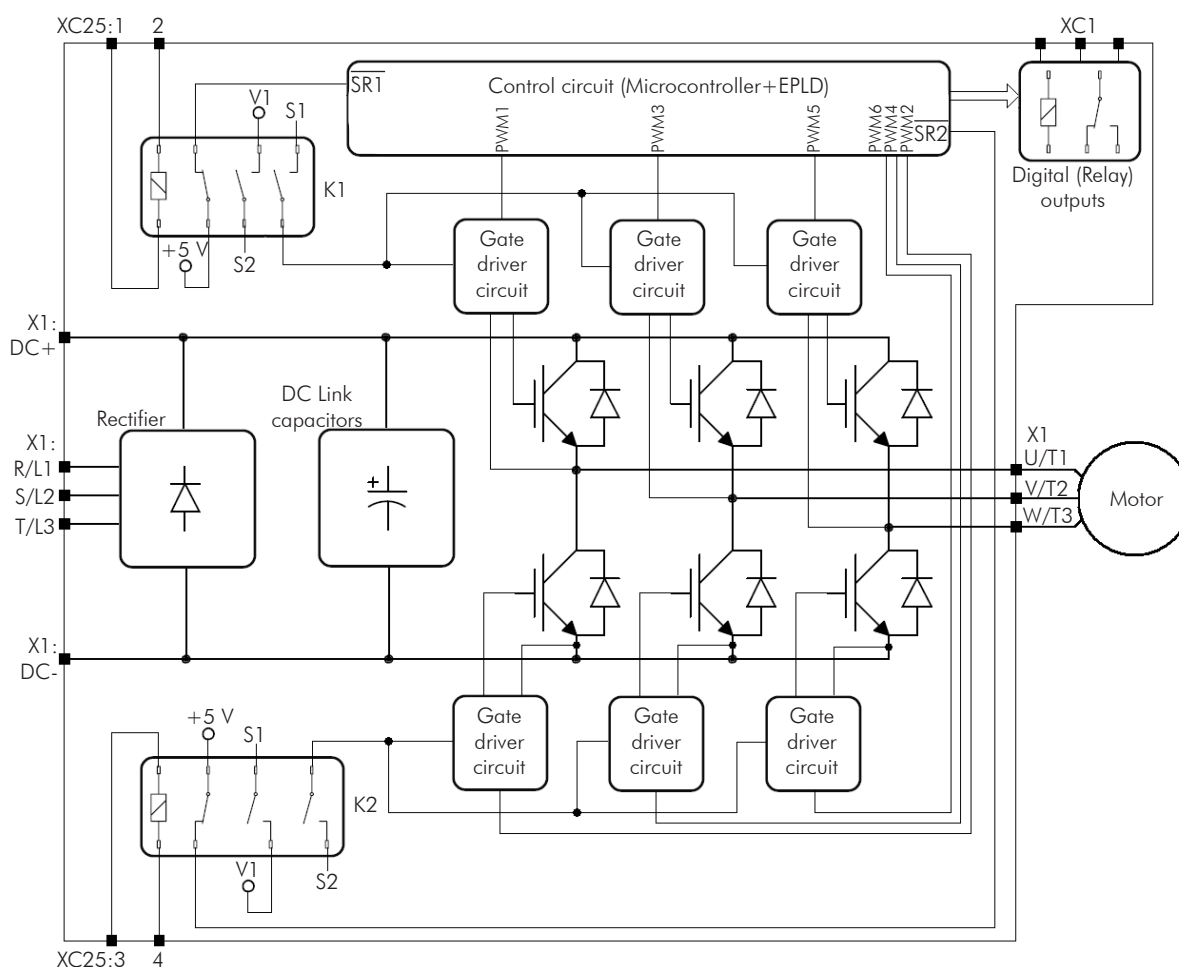 XC25:1 2
XC1
SR1
Control circuit (Microcontroller+EPLD)
PWM1
PWM3
PWM5
PWM6
PWM4
PWM2
SR2
V1
S1
K1
+5 V
S2
Digital (Relay)
outputs
Gate
driver
circuit
Gate
driver
circuit
Gate
driver
circuit
X1:
DC+
Rectifier
DC Link
capacitors
X1:
R/L1
S/L2
T/L3
X1
U/T1
V/T2
W/T3
Motor
X1:
DC-
Gate
driver
circuit
Gate
driver
circuit
Gate
driver
circuit
+5 V
S1
K2
V1
S2
XC25:3 4